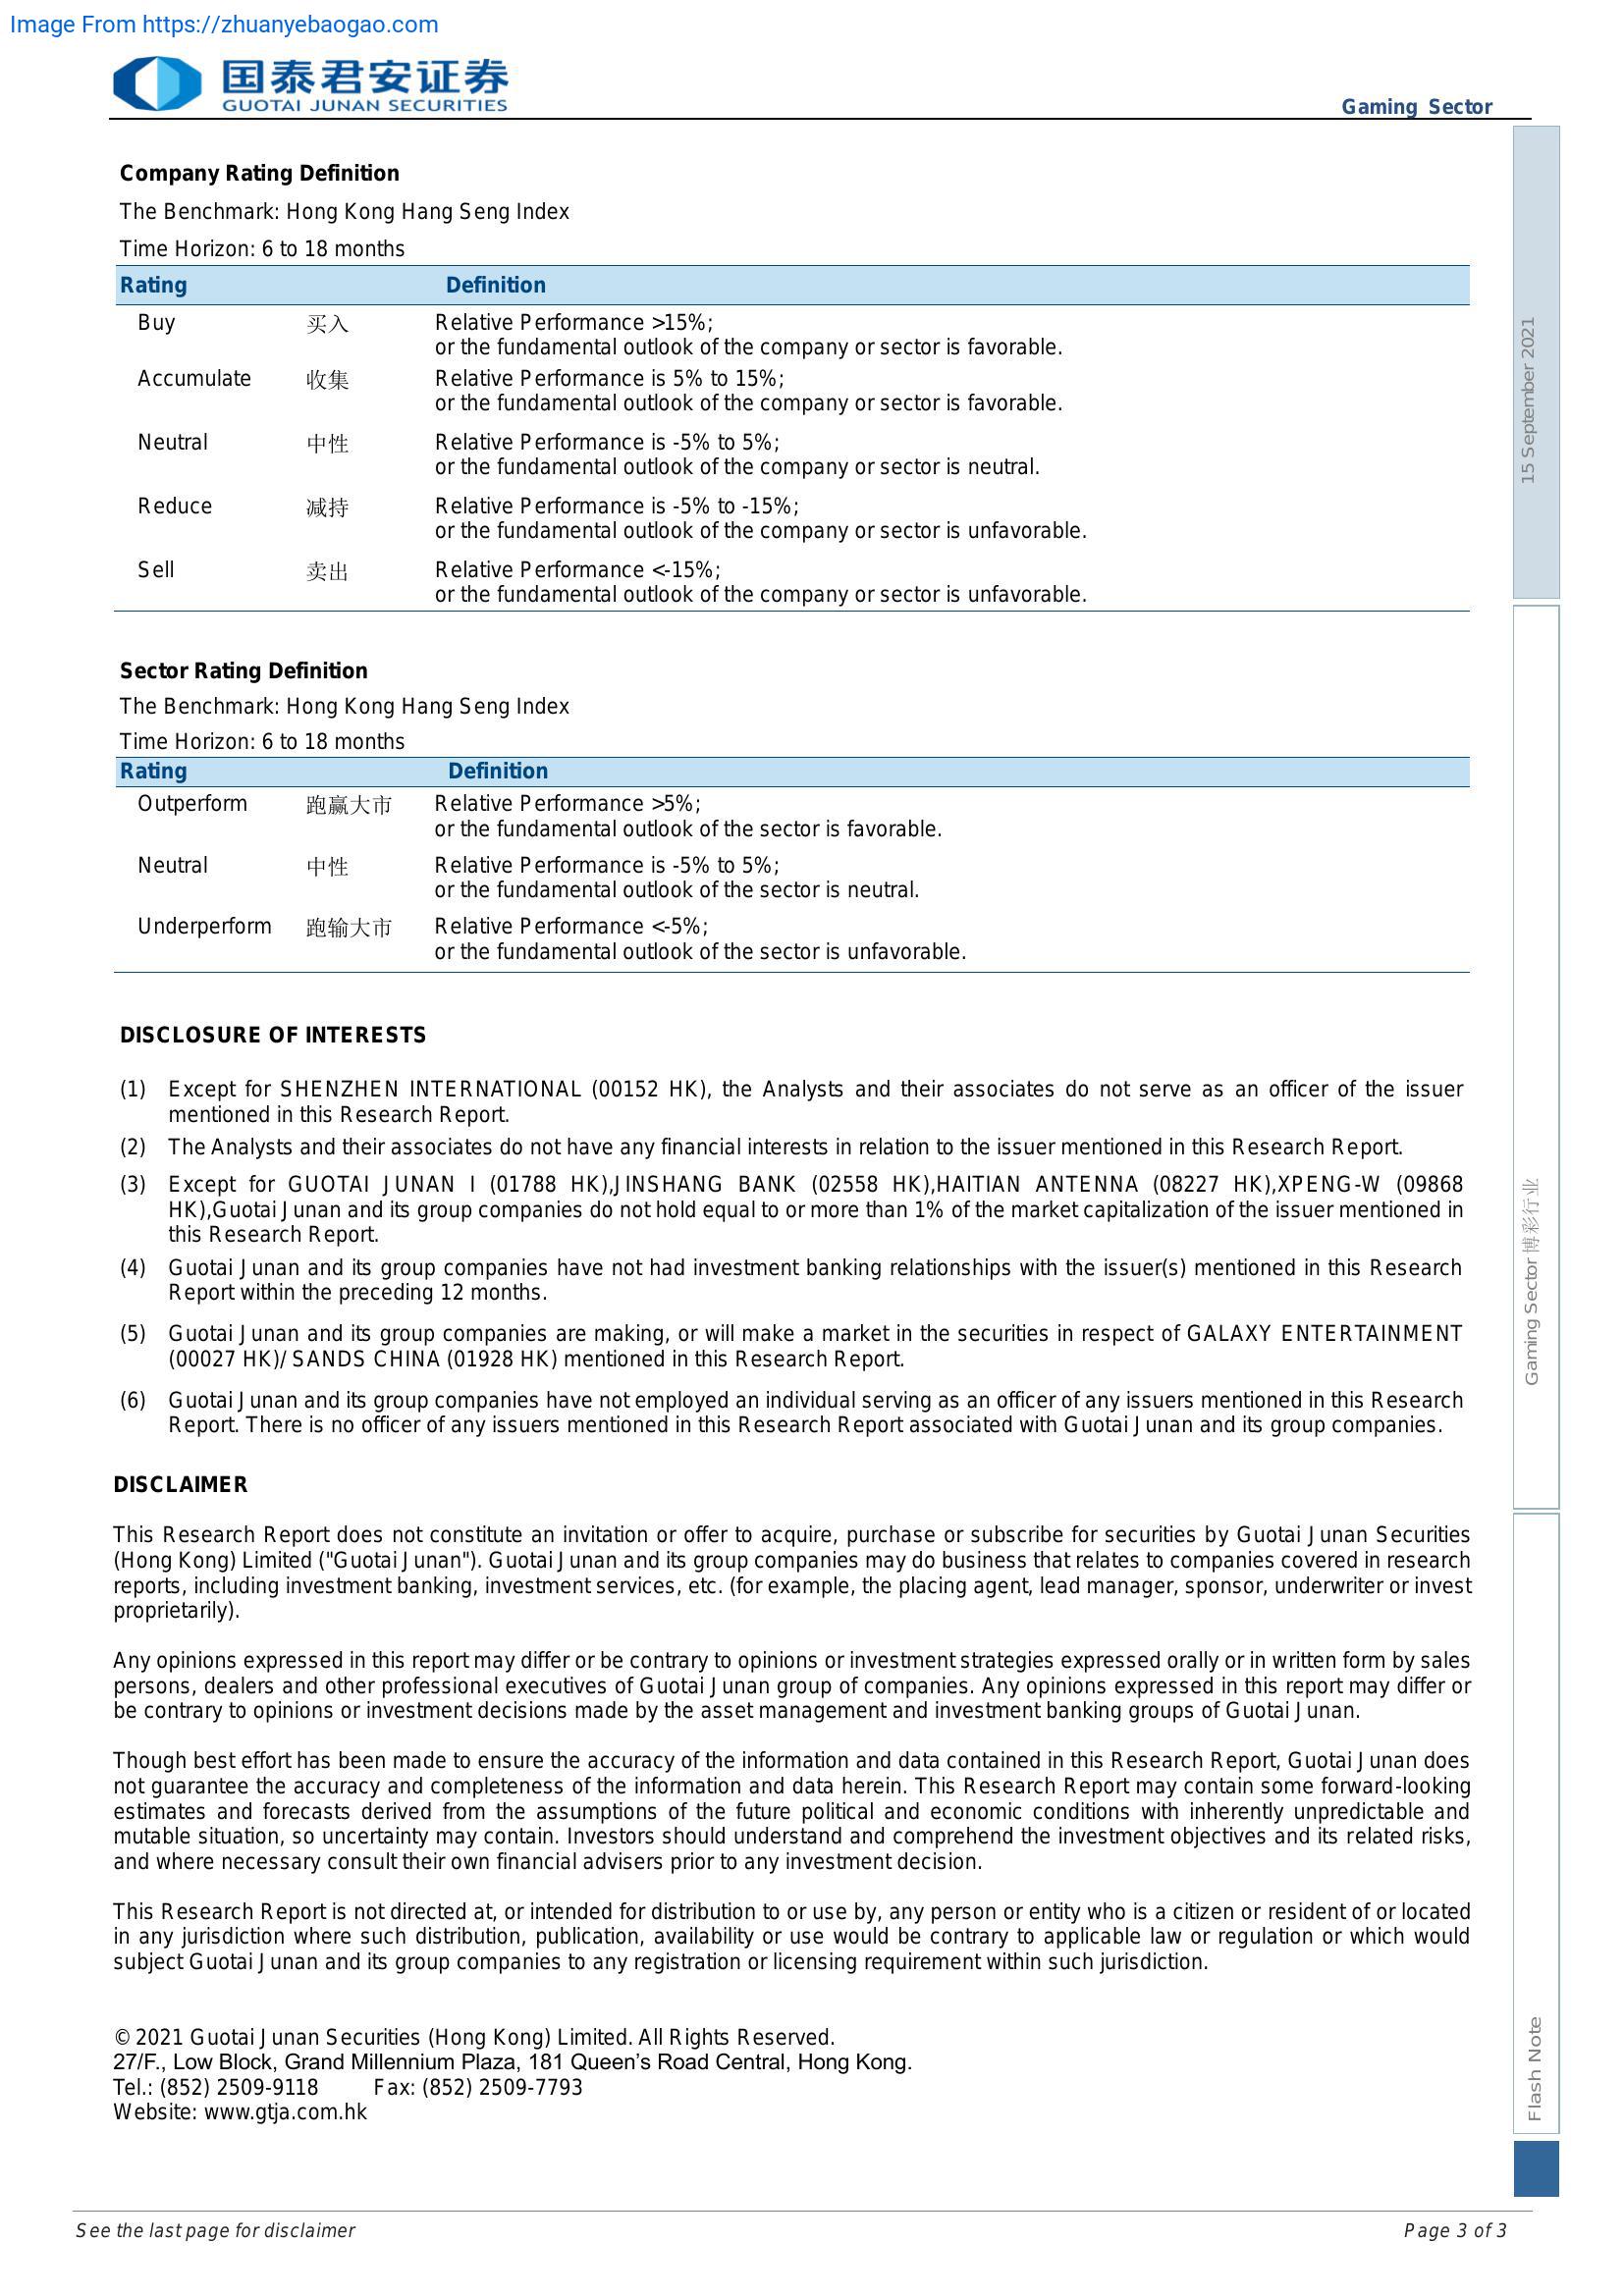 Image From https://zhuanyebaogao.com
国泰君安证券
GUOTAI JUNAN SECURITIES
Gaming Sector
Company Rating Definition
The Benchmark: Hong Kong Hang Seng Index
Time Horizon: 6 to 18 months
Rating Definition
Buy 买入 Relative Performance >15%;
or the fundamental outlook of the company or sector is favorable.
Accumulate 收集 Relative Performance is 5% to 15%;
or the fundamental outlook of the company or sector is favorable.
Neutral 中性 Relative Performance is -5% to 5%;
or the fundamental outlook of the company or sector is neutral.
Reduce 减持 Relative Performance is -5% to -15%;
or the fundamental outlook of the company or sector is unfavorable.
Sell 卖出 Relative Performance <-15%;
or the fundamental outlook of the company or sector is unfavorable.
Sector Rating Definition
The Benchmark: Hong Kong Hang Seng Index
Time Horizon: 6 to 18 months
Rating Definition
Outperform 跑赢大市 Relative Performance >5%;
or the fundamental outlook of the sector is favorable.
Neutral 中性 Relative Performance is -5% to 5%;
or the fundamental outlook of the sector is neutral.
Underperform 跑输大市 Relative Performance <-5%;
or the fundamental outlook of the sector is unfavorable.
DISCLOSURE OF INTERESTS
(1) Except for SHENZHEN INTERNATIONAL (00152 HK), the Analysts and their associates do not serve as an officer of the issuer
mentioned in this Research Report.
(2) The Analysts and their associates do not have any financial interests in relation to the issuer mentioned in this Research Report.
(3) Except for GUOTAI JUNAN I (01788 HK),JINSHANG BANK (02558 HK),HAITIAN ANTENNA (08227 HK),XPENG-W (09868
HK),Guotai Junan and its group companies do not hold equal to or more than 1% of the market capitalization of the issuer mentioned in
this Research Report.
(4) Guotai Junan and its group companies have not had investment banking relationships with the issuer(s) mentioned in this Research
Report within the preceding 12 months.
(5) Guotai Junan and its group companies are making, or will make a market in the securities in respect of GALAXY ENTERTAINMENT
(00027 HK)/ SANDS CHINA (01928 HK) mentioned in this Research Report.
(6) Guotai Junan and its group companies have not employed an individual serving as an officer of any issuers mentioned in this Research
Report. There is no officer of any issuers mentioned in this Research Report associated with Guotai Junan and its group companies.
DISCLAIMER
This Research Report does not constitute an invitation or offer to acquire, purchase or subscribe for securities by Guotai Junan Securities
(Hong Kong) Limited ("Guotai Junan"). Guotai Junan and its group companies may do business that relates to companies covered in research
reports, including investment banking, investment services, etc. (for example, the placing agent, lead manager, sponsor, underwriter or invest
proprietarily).
Any opinions expressed in this report may differ or be contrary to opinions or investment strategies expressed orally or in written form by sales
persons, dealers and other professional executives of Guotai Junan group of companies. Any opinions expressed in this report may differ or
be contrary to opinions or investment decisions made by the asset management and investment banking groups of Guotai Junan.
Though best effort has been made to ensure the accuracy of the information and data contained in this Research Report, Guotai Junan does
not guarantee the accuracy and completeness of the information and data herein. This Research Report may contain some forward-looking
estimates and forecasts derived from the assumptions of the future political and economic conditions with inherently unpredictable and
mutable situation, so uncertainty may contain. Investors should understand and comprehend the investment objectives and its related risks,
and where necessary consult their own financial advisers prior to any investment decision.
This Research Report is not directed at, or intended for distribution to or use by, any person or entity who is a citizen or resident of or located
in any jurisdiction where such distribution, publication, availability or use would be contrary to applicable law or regulation or which would
subject Guotai Junan and its group companies to any registration or licensing requirement within such jurisdiction.
© 2021 Guotai Junan Securities (Hong Kong) Limited. All Rights Reserved.
27/F., Low Block, Grand Millennium Plaza, 181 Queen’s Road Central, Hong Kong.
Tel.: (852) 2509-9118 Fax: (852) 2509-7793
Website: www.gtja.com.hk
15 September 2021
Gaming Sector 博彩行业
Flash Note
See the last page for disclaimer
Page 3 of 3